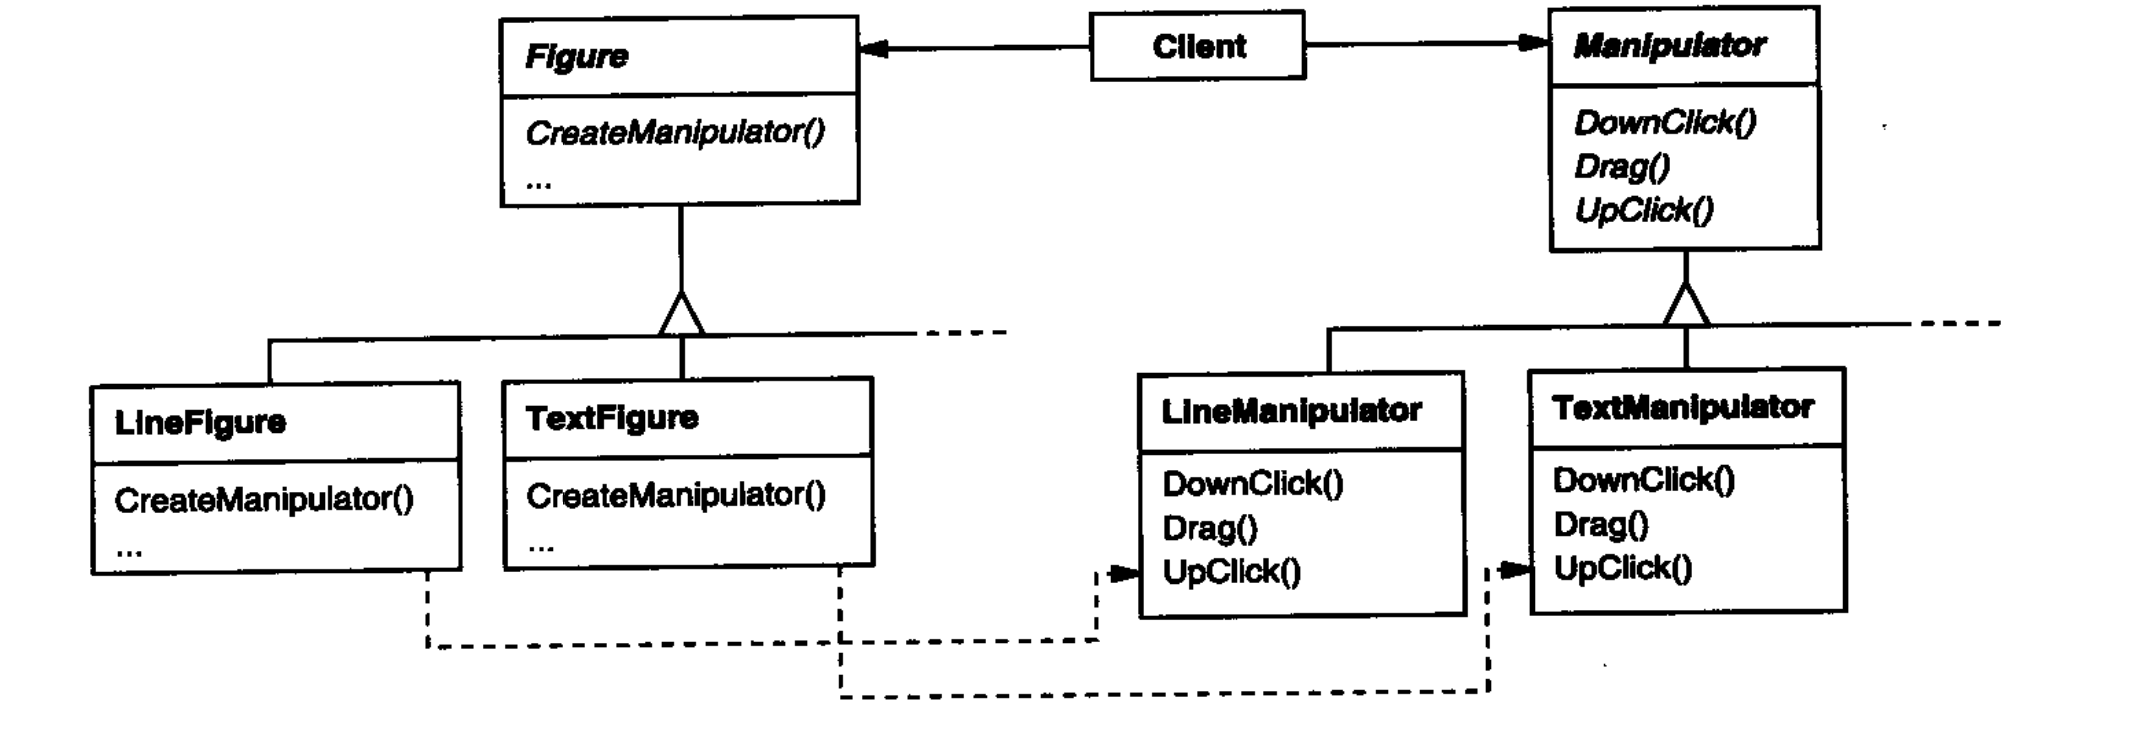 Figure
CreateManipulator()
...
Client
Manipulator
DownClick()
Drag()
UpClick()
LineFigure
CreateManipulator()
...
TextFigure
CreateManipulator()
...
LineManipulator
DownClick()
Drag()
UpClick()
TextManipulator
DownClick()
Drag()
UpClick()